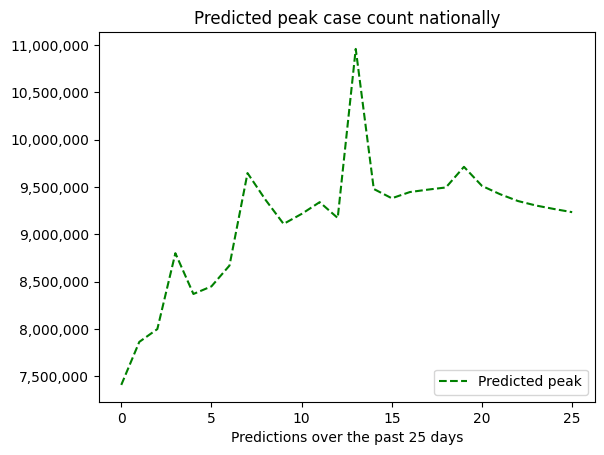 Predicted peak case count nationally
11,000,000
10,500,000
10,000,000
9,500,000
9,000,000
8,500,000
8,000,000
7,500,000
Predicted peak
0 5 10 15 20 25
Predictions over the past 25 days